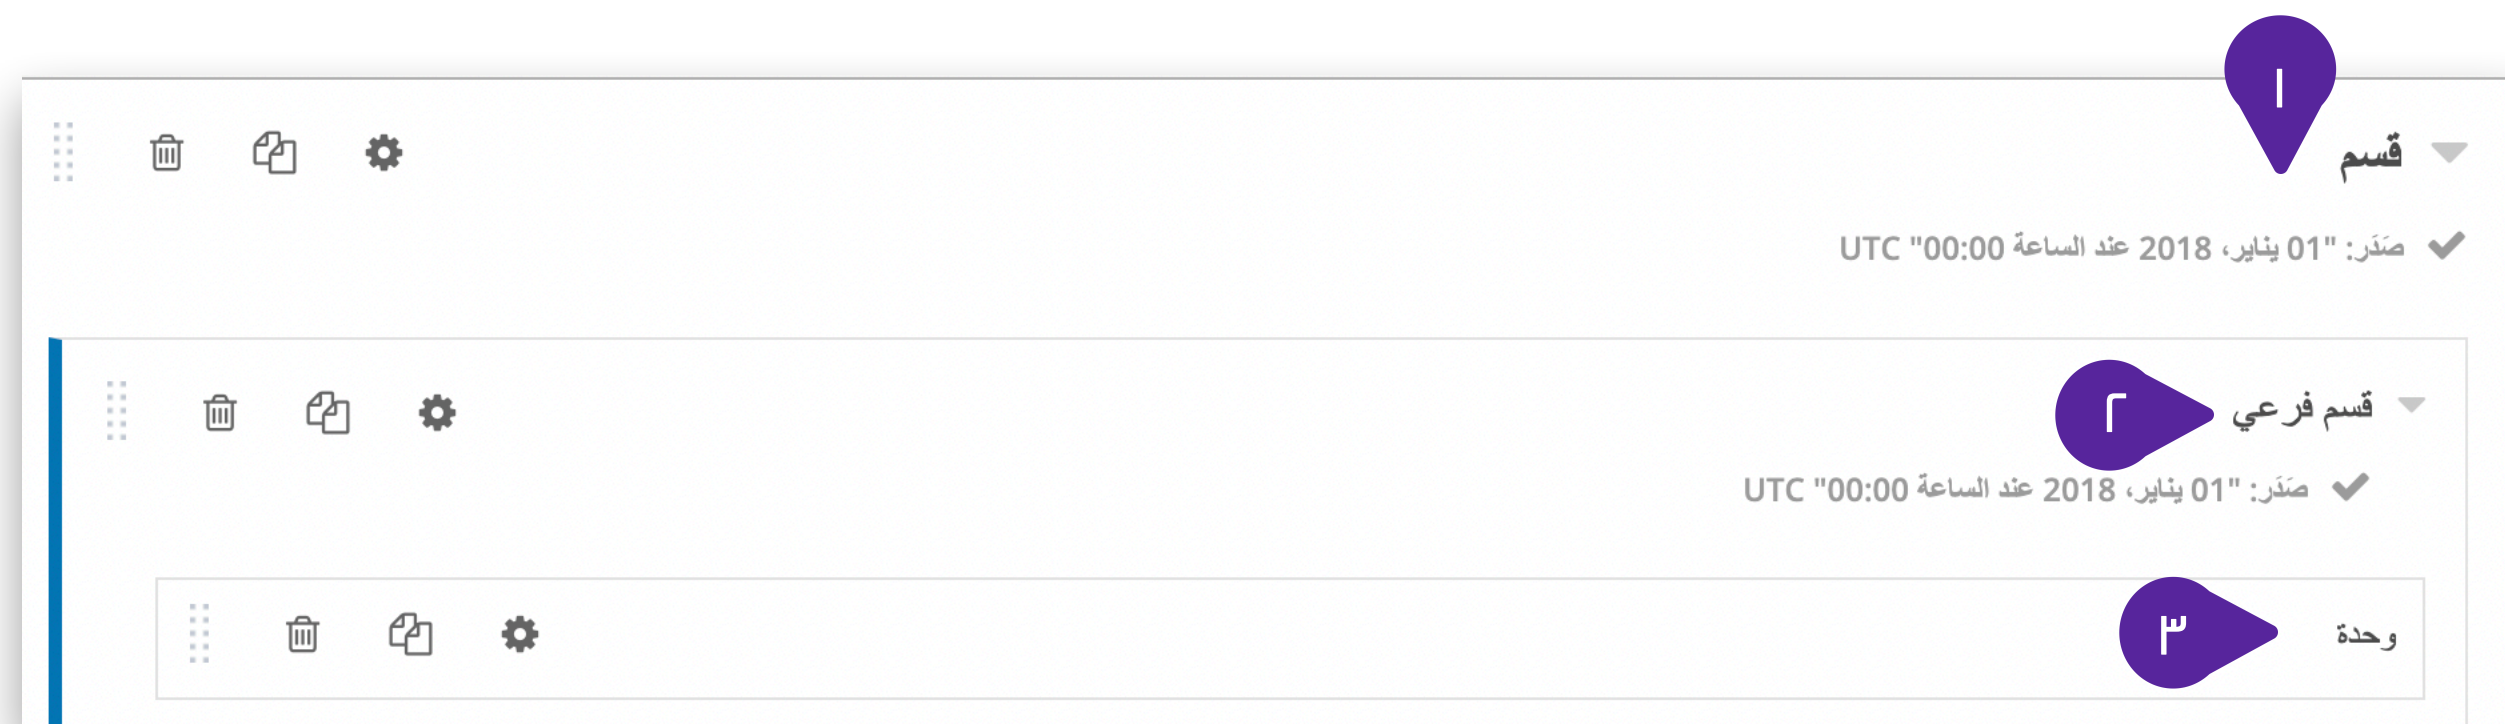 ١
قسم
صَدَر: "01 يناير، 2018 عند الساعة 00:00" UTC
قسم فرعي
٢
صَدَر: "01 يناير، 2018 عند الساعة 00:00" UTC
وحدة
٣